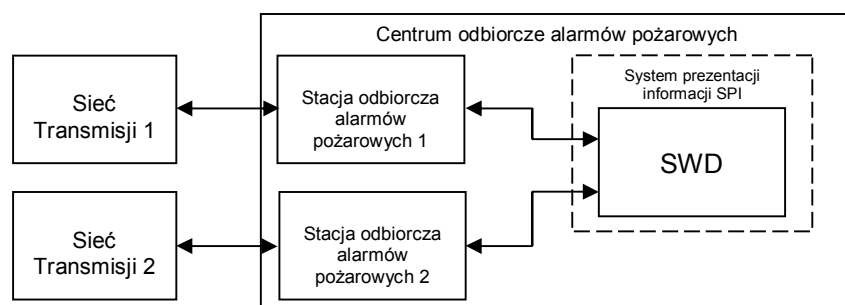 Centrum odbiorcze alarmów pożarowych
System prezentacji
informacji SPI
Sieć
Transmisji 1
Stacja odbiorcza
alarmów
pożarowych 1
SWD
Sieć
Transmisji 2
Stacja odbiorcza
alarmów
pożarowych 2